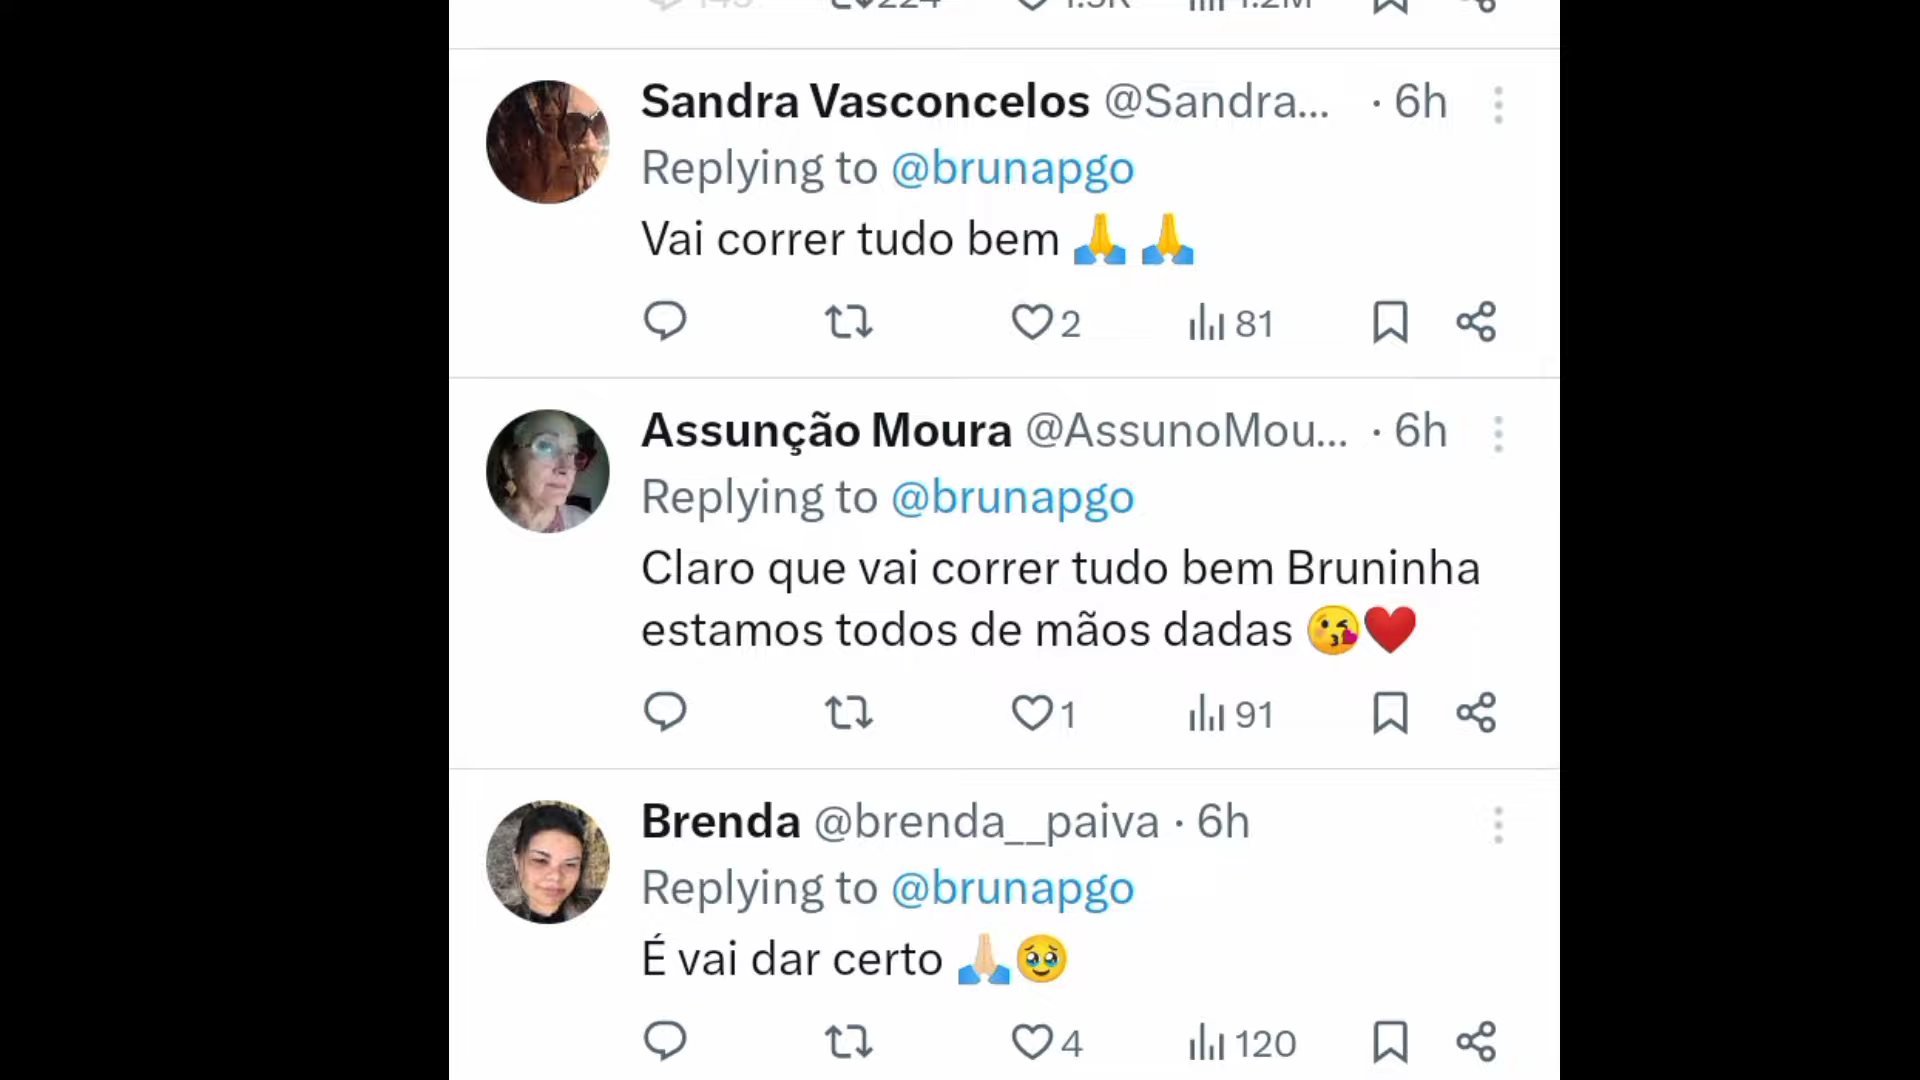 Sandra Vasconcelos @Sandra... · 6h
Replying to @brunapgo
Vai correr tudo bem 🙏 🙏
2 81
Assunção Moura @AssunoMou... · 6h
Replying to @brunapgo
Claro que vai correr tudo bem Bruninha
estamos todos de mãos dadas 😘❤️
1 91
Brenda @brenda__paiva · 6h
Replying to @brunapgo
É vai dar certo 🙏🏼🥹
4 120